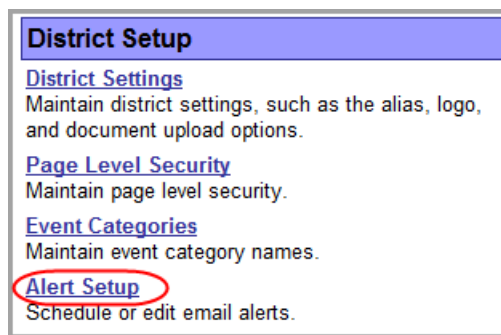 District Setup
District Settings
Maintain district settings, such as the alias, logo,
and document upload options.
Page Level Security
Maintain page level security.
Event Categories
Maintain event category names.
Alert Setup
Schedule or edit email alerts.